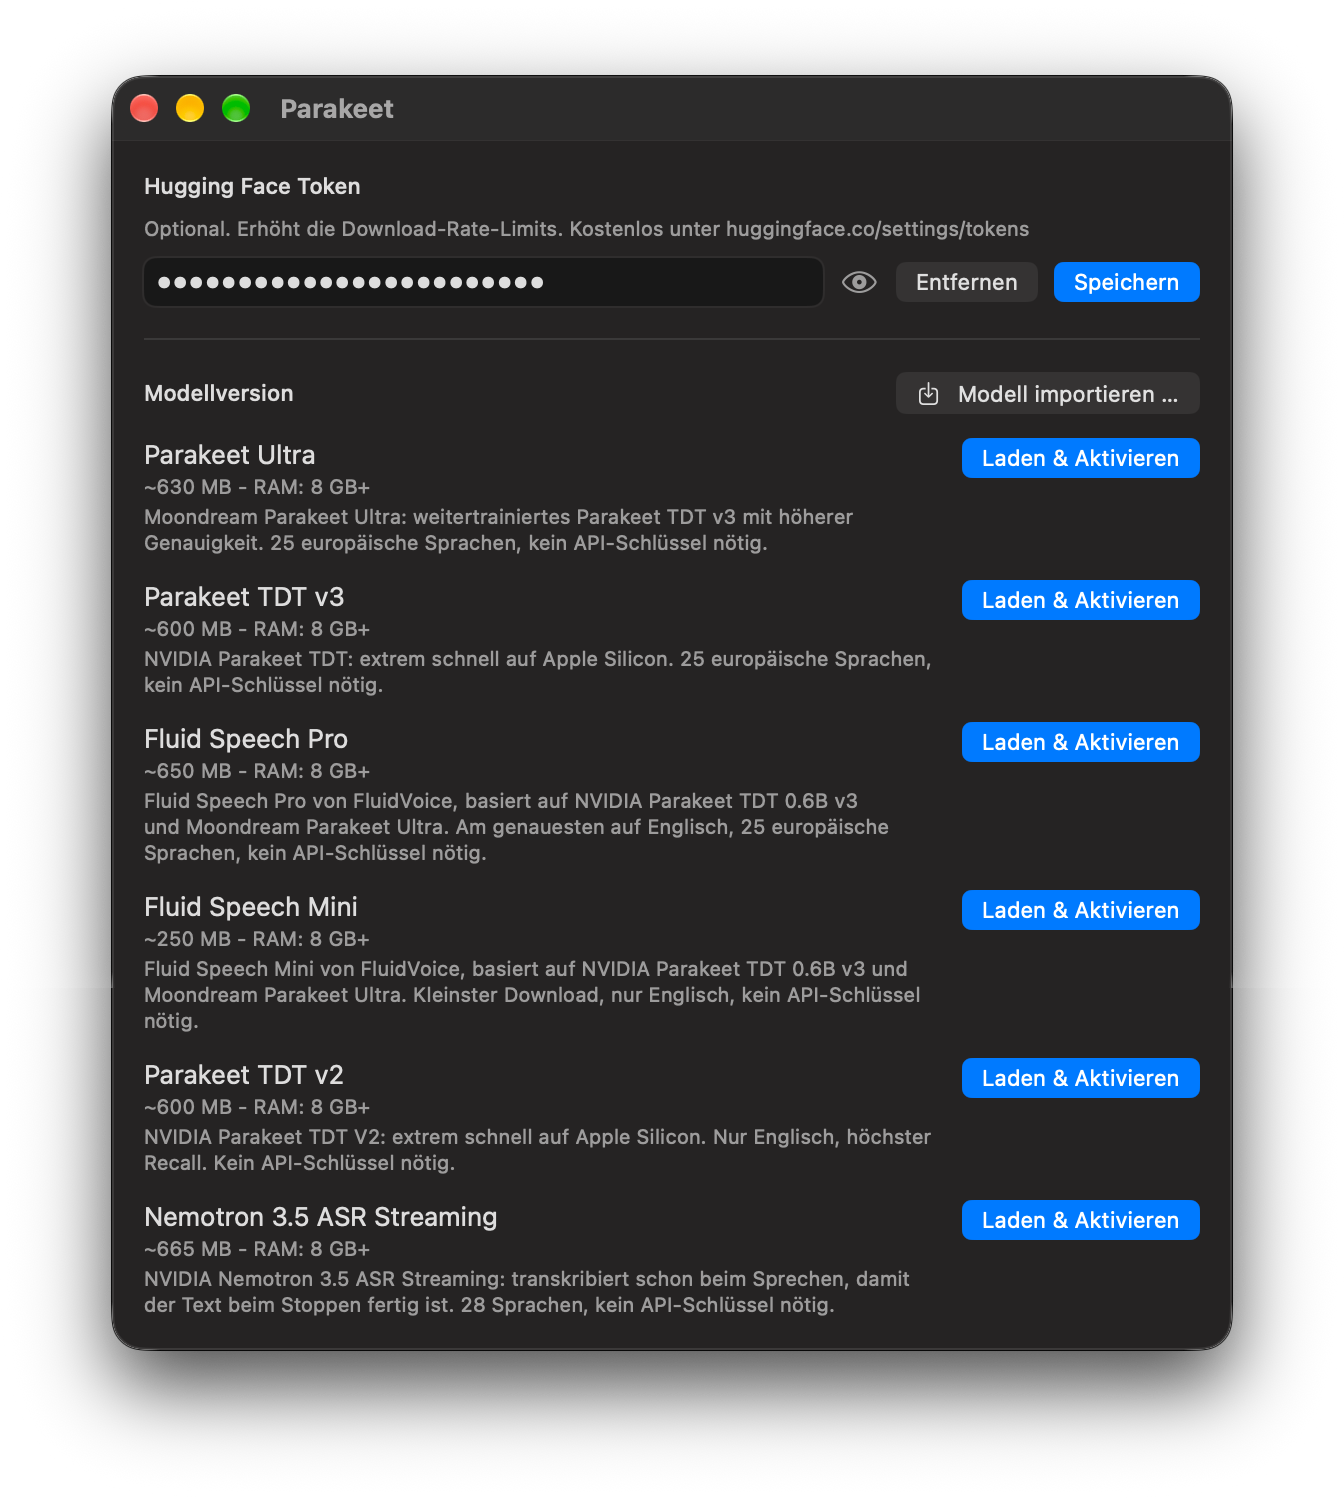 Parakeet
Hugging Face Token
Optional. Erhöht die Download-Rate-Limits. Kostenlos unter huggingface.co/settings/tokens
●●●●●●●●●●●●●●●●●●●●●●●●
Entfernen
Speichern
Modellversion
Modell importieren ...
Parakeet Ultra
Laden & Aktivieren
~630 MB - RAM: 8 GB+
Moondream Parakeet Ultra: weitertrainiertes Parakeet TDT v3 mit höherer
Genauigkeit. 25 europäische Sprachen, kein API-Schlüssel nötig.
Parakeet TDT v3
Laden & Aktivieren
~600 MB - RAM: 8 GB+
NVIDIA Parakeet TDT: extrem schnell auf Apple Silicon. 25 europäische Sprachen,
kein API-Schlüssel nötig.
Fluid Speech Pro
Laden & Aktivieren
~650 MB - RAM: 8 GB+
Fluid Speech Pro von FluidVoice, basiert auf NVIDIA Parakeet TDT 0.6B v3
und Moondream Parakeet Ultra. Am genauesten auf Englisch, 25 europäische
Sprachen, kein API-Schlüssel nötig.
Fluid Speech Mini
Laden & Aktivieren
~250 MB - RAM: 8 GB+
Fluid Speech Mini von FluidVoice, basiert auf NVIDIA Parakeet TDT 0.6B v3 und
Moondream Parakeet Ultra. Kleinster Download, nur Englisch, kein API-Schlüssel
nötig.
Parakeet TDT v2
Laden & Aktivieren
~600 MB - RAM: 8 GB+
NVIDIA Parakeet TDT V2: extrem schnell auf Apple Silicon. Nur Englisch, höchster
Recall. Kein API-Schlüssel nötig.
Nemotron 3.5 ASR Streaming
Laden & Aktivieren
~665 MB - RAM: 8 GB+
NVIDIA Nemotron 3.5 ASR Streaming: transkribiert schon beim Sprechen, damit
der Text beim Stoppen fertig ist. 28 Sprachen, kein API-Schlüssel nötig.